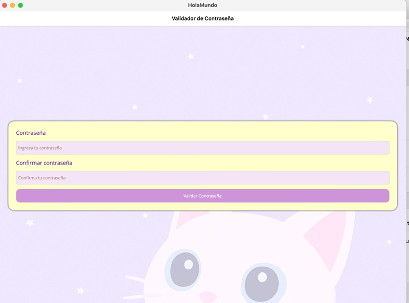 HolaMundo
Validador de Contraseña
Contraseña
Ingresa tu contraseña
Confirmar contraseña
Confirma tu contraseña
Validar Contraseña